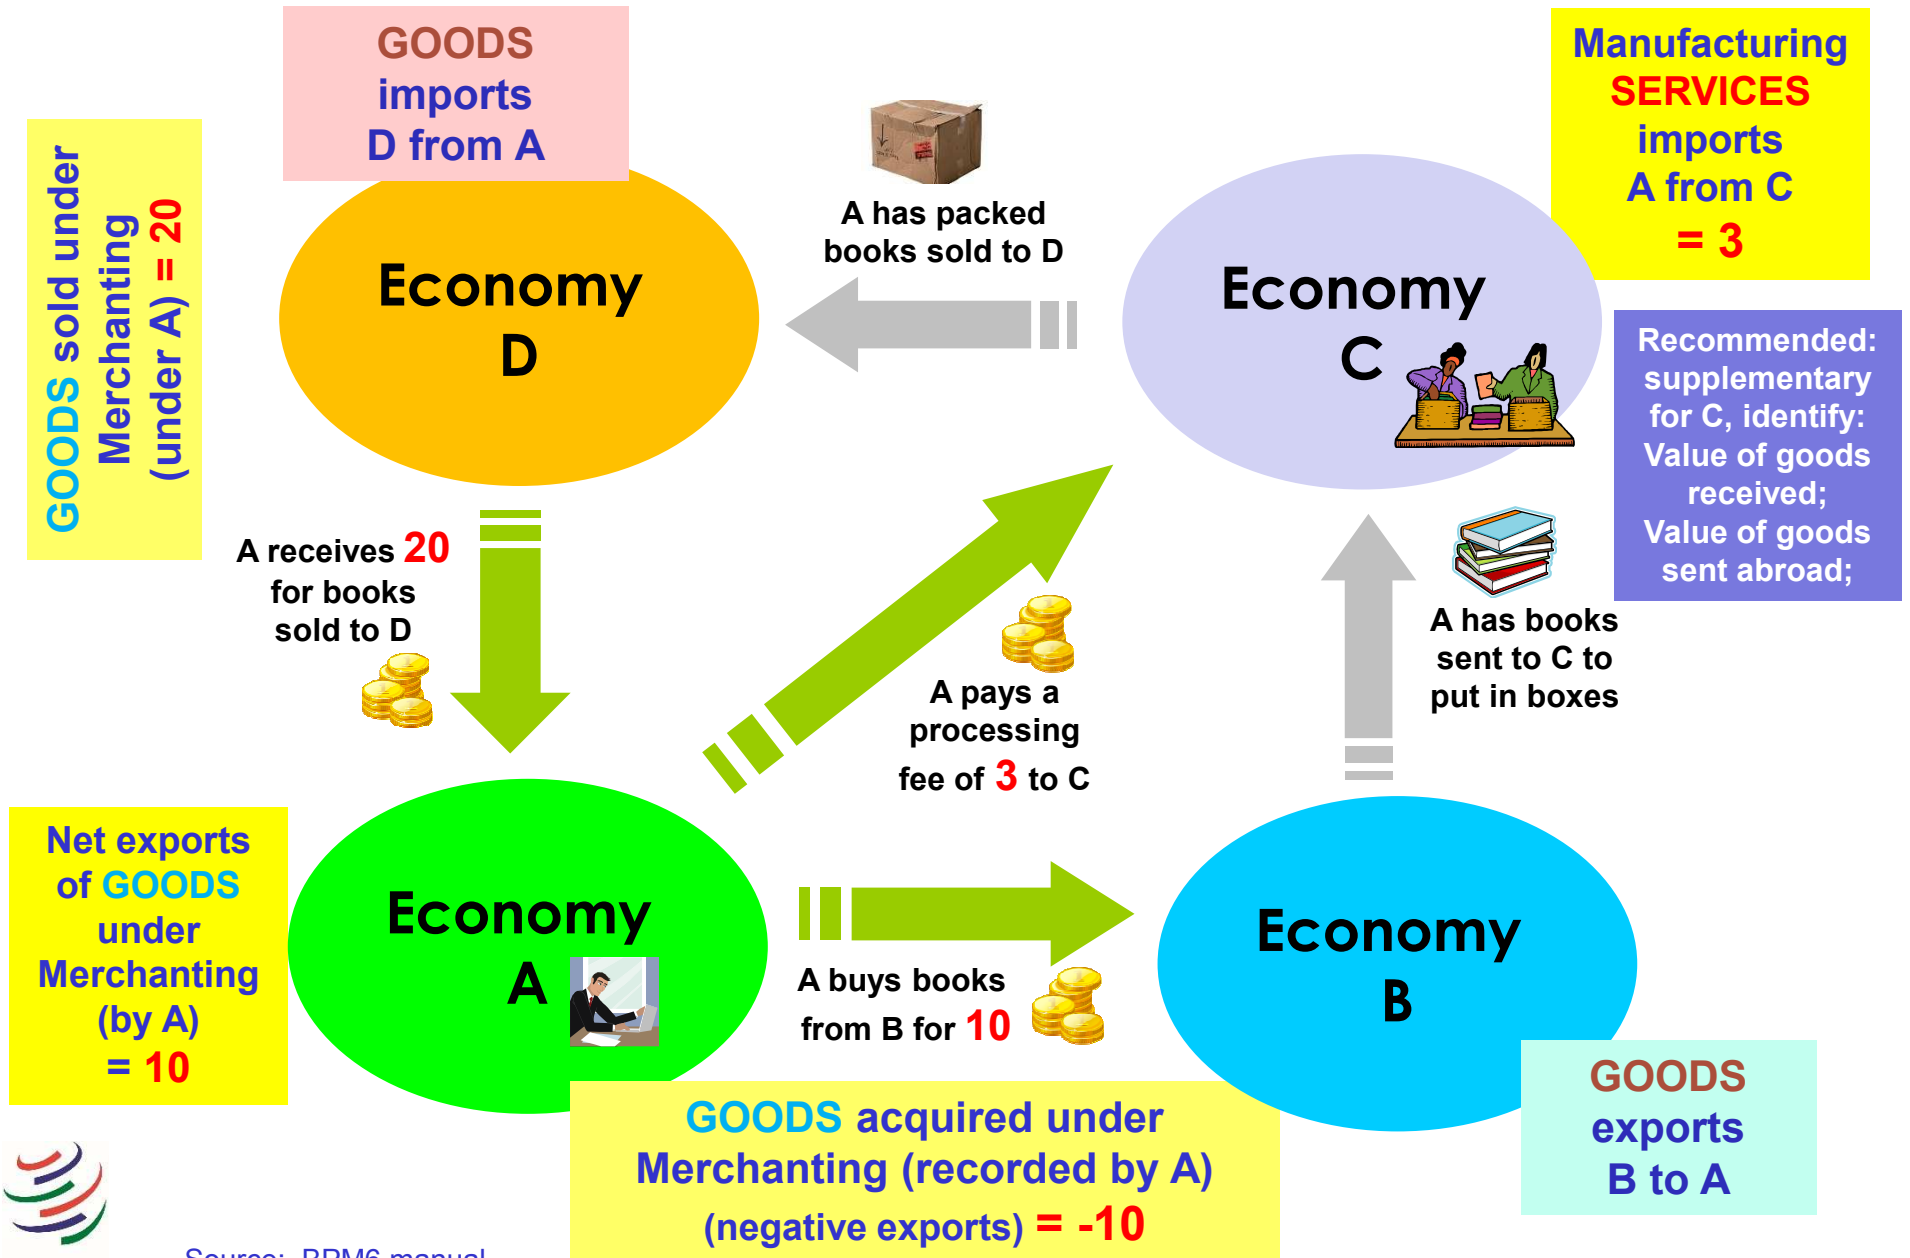 GOODS
imports
D from A
Manufacturing
SERVICES
imports
A from C
= 3
GOODS sold under
Merchanting
(under A) = 20
A has packed
books sold to D
Economy
D
Economy
C
Recommended:
supplementary
for C, identify:
Value of goods
received;
Value of goods
sent abroad;
A receives 20
for books
sold to D
A pays a
processing
fee of 3 to C
A has books
sent to C to
put in boxes
Net exports
of GOODS
under
Merchanting
(by A)
= 10
Economy
A
A buys books
from B for 10
Economy
B
GOODS acquired under
Merchanting (recorded by A)
(negative exports) = -10
GOODS
exports
B to A
Source: BPM6 manual